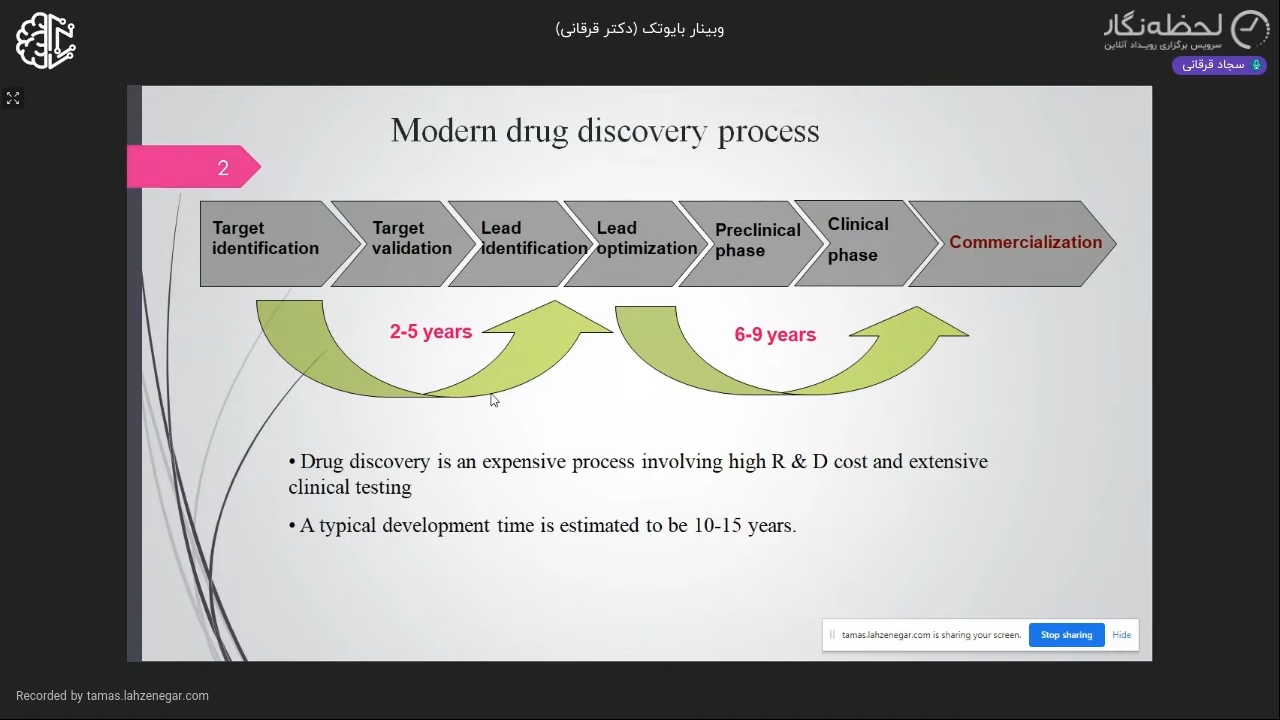 وبینار بایوتک (دکتر قرقانی)
لحظه‌نگار
سرویس برگزاری رویداد آنلاین
سجاد قرقانی
Modern drug discovery process
2
Target identification
Target validation
Lead identification
Lead optimization
Preclinical phase
Clinical phase
Commercialization
2-5 years
6-9 years
• Drug discovery is an expensive process involving high R & D cost and extensive
clinical testing
• A typical development time is estimated to be 10-15 years.
tamas.lahzenegar.com is sharing your screen.
Stop sharing
Hide
Recorded by tamas.lahzenegar.com